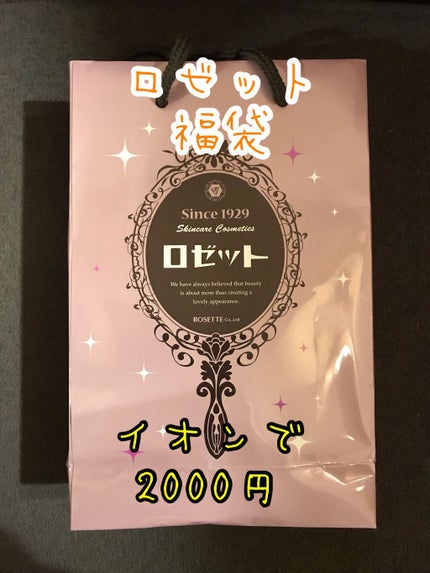 ロゼット
福袋
Since 1929
Skincare Cosmetics
ロゼット
We have always believed that beauty
is about more than creating a
lovely appearance.
ROSETTE Co.,Ltd
イオンで
2000円